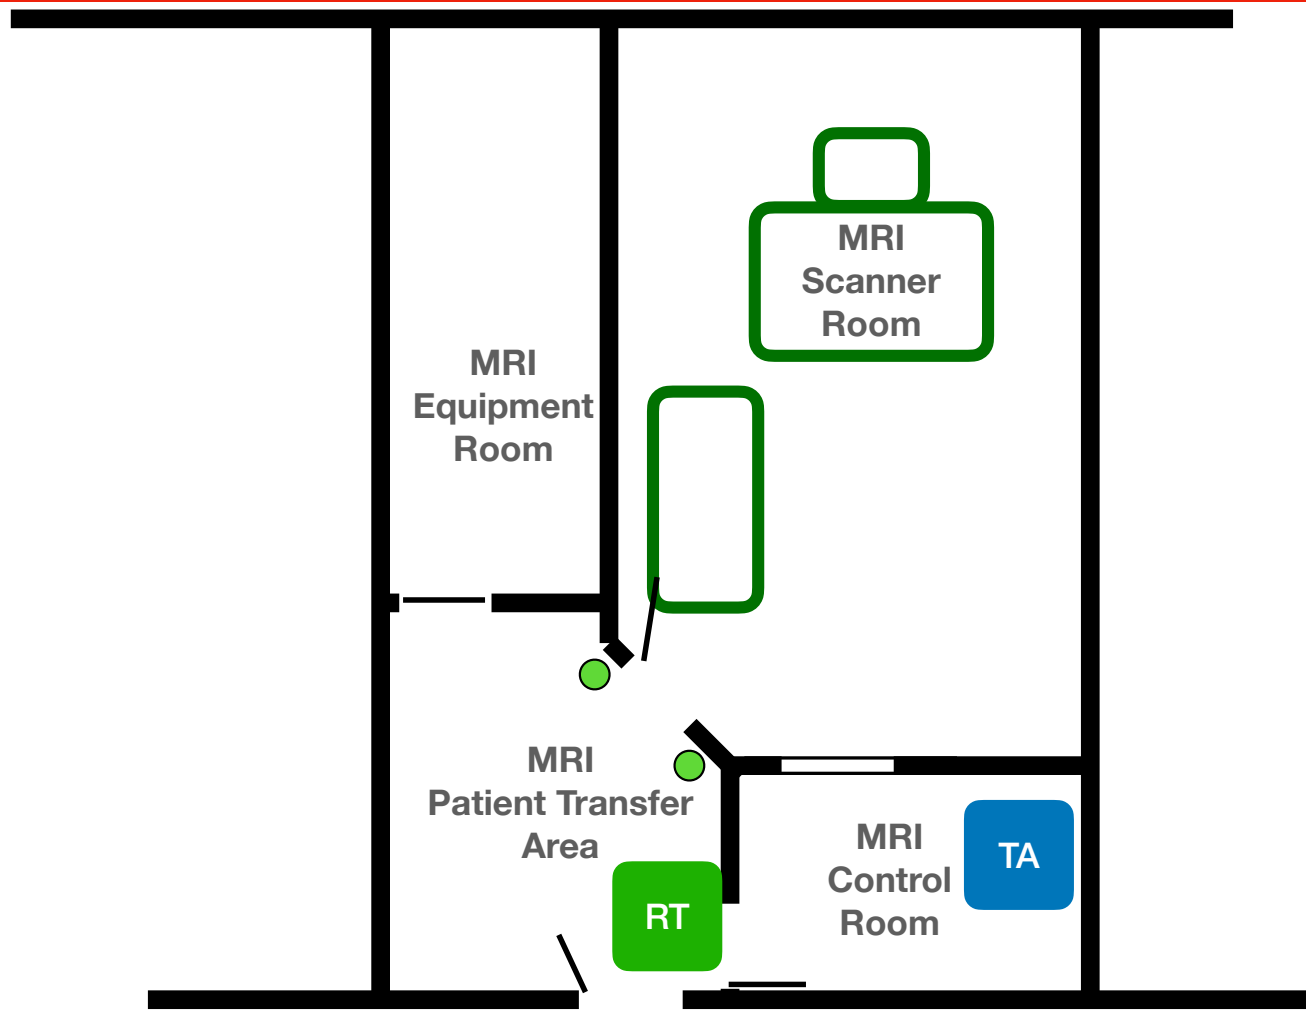 MRI
Scanner
Room
MRI
Equipment
Room
MRI
Patient Transfer
Area
MRI
Control
Room
TA
RT